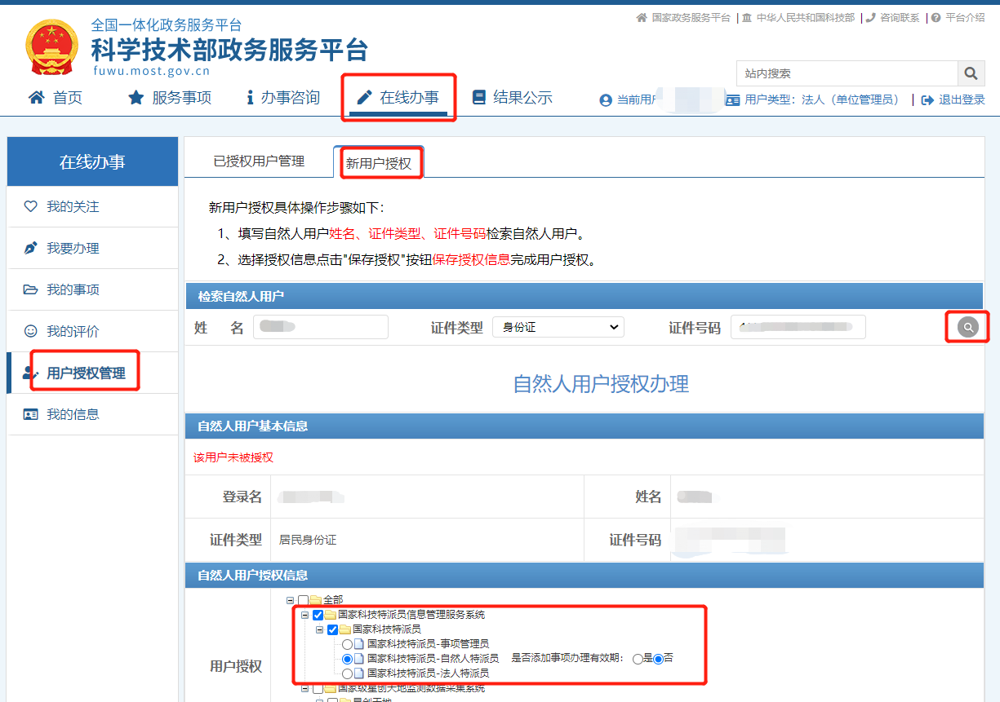 国家政务服务平台 | 中华人民共和国科技部 | 咨询联系 | 平台介绍
全国一体化政务服务平台
科学技术部政务服务平台
fuwu.most.gov.cn
站内搜索
首页 服务事项 办事咨询 在线办事 结果公示
当前用户 用户类型：法人（单位管理员） | 退出登录
在线办事
我的关注
我要办理
我的事项
我的评价
用户授权管理
我的信息
已授权用户管理 新用户授权
新用户授权具体操作步骤如下：
1、填写自然人用户姓名、证件类型、证件号码检索自然人用户。
2、选择授权信息点击"保存授权"按钮保存授权信息完成用户授权。
检索自然人用户
姓 名 证件类型 身份证 证件号码
自然人用户授权办理
自然人用户基本信息
该用户未被授权
登录名 姓名
证件类型 居民身份证 证件号码
自然人用户授权信息
用户授权
全部
国家科技特派员信息管理服务系统
国家科技特派员
国家科技特派员-事项管理员
国家科技特派员-自然人特派员 是否添加事项办理有效期： 是 否
国家科技特派员-法人特派员
国家级星创天地监测数据采集系统
星创天地